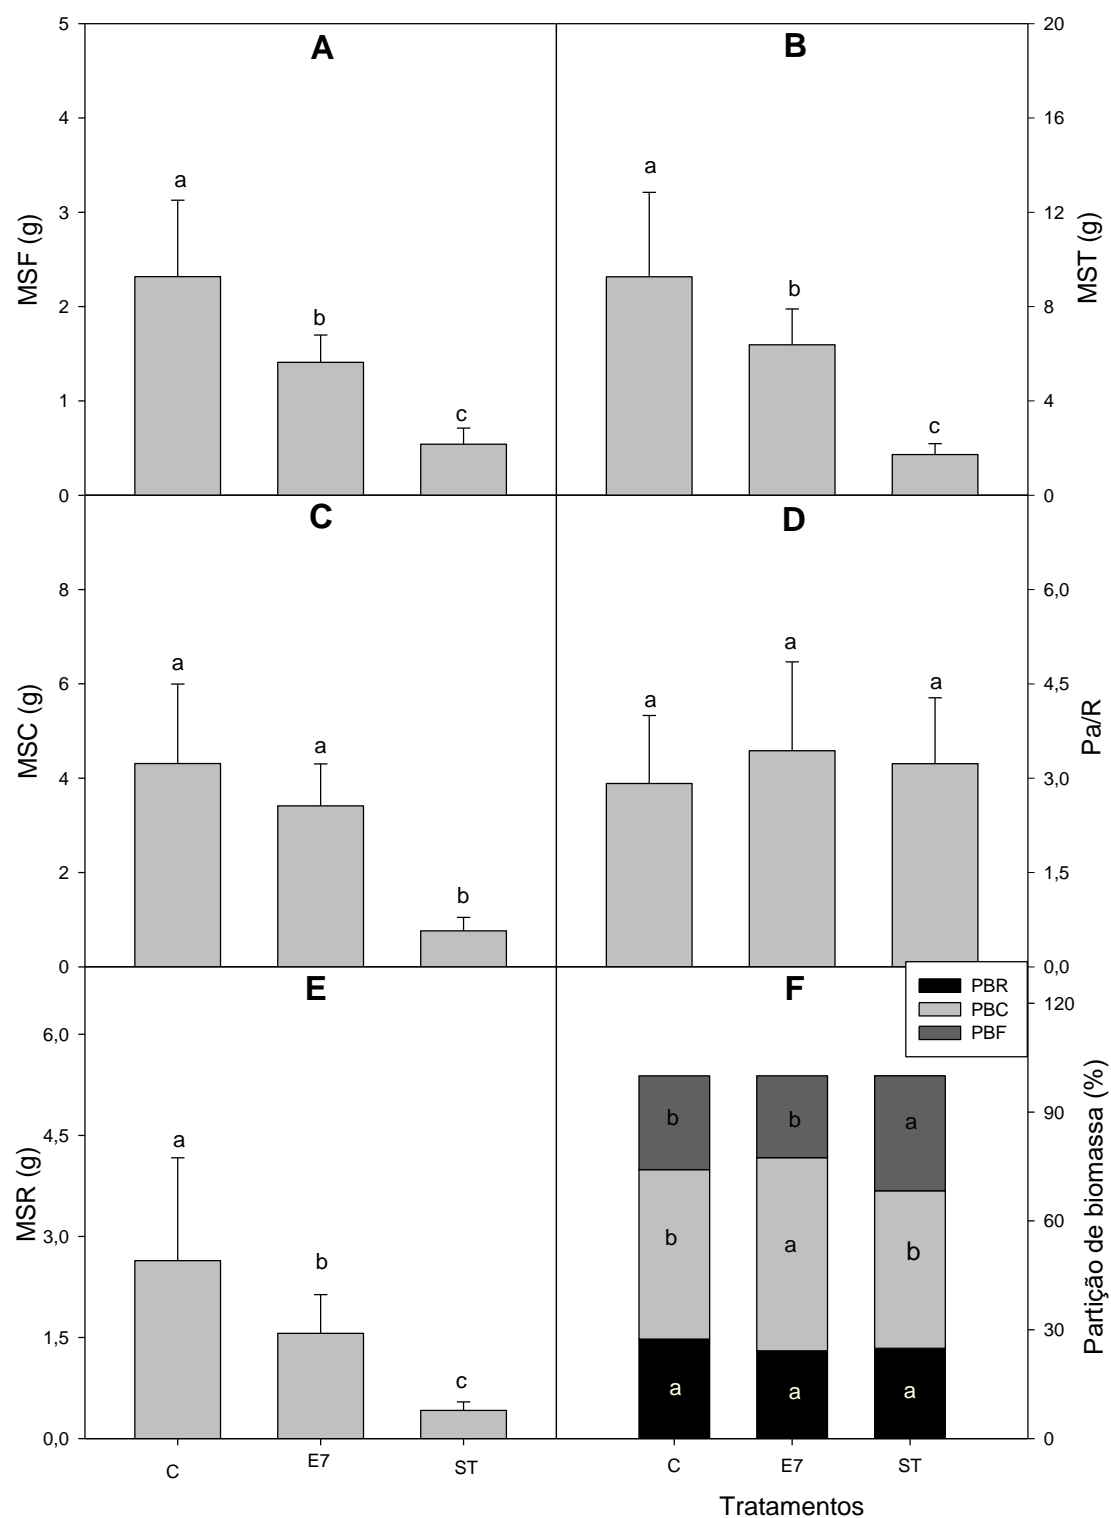 A
B
5
4
3
2
1
0
MSF (g)
a
b
c
a
b
c
20
16
12
8
4
0
MST (g)
C
D
8
6
4
2
0
MSC (g)
a
a
b
a
a
a
6,0
4,5
3,0
1,5
0,0
Pa/R
E
F
6,0
4,5
3,0
1,5
0,0
MSR (g)
a
b
c
C
E7
ST
PBR
PBC
PBF
b
b
a
b
a
b
a
a
a
120
90
60
30
0
Partição de biomassa (%)
C
E7
ST
Tratamentos